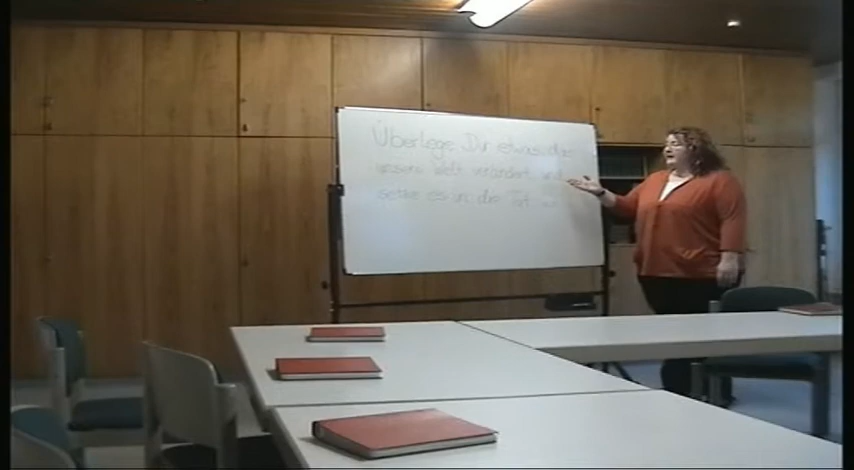 Überlege Dir etwas das
unsere Welt verändert und
setze es in die Tat um